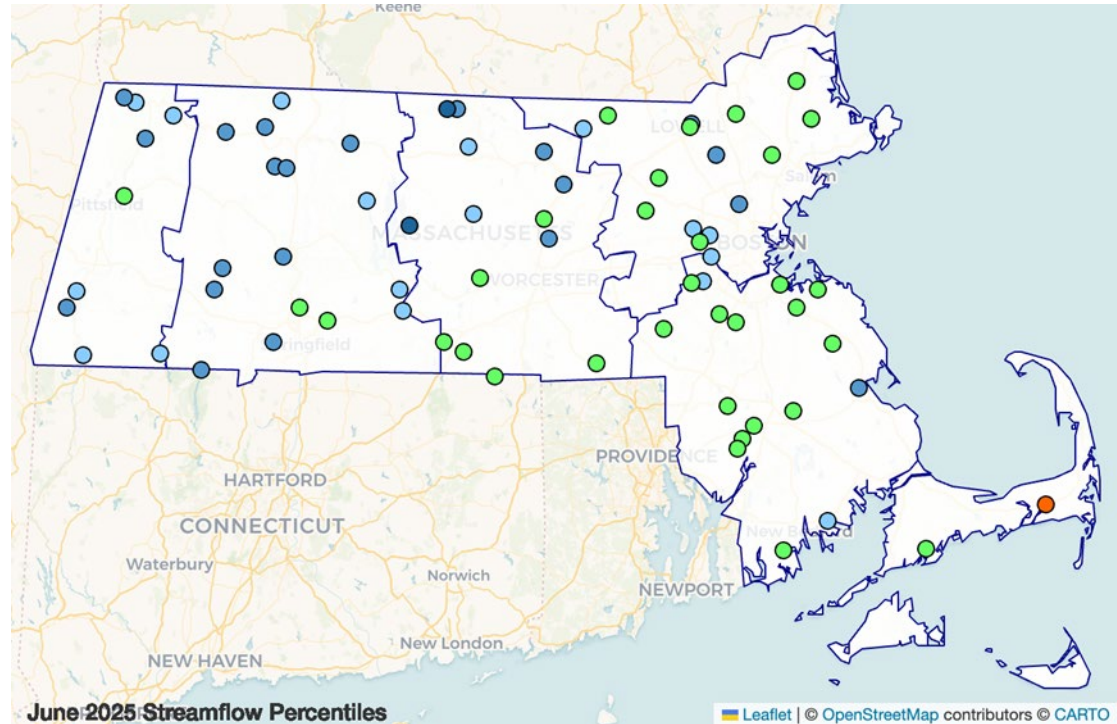 Keene
LOWELL
Pittsfield
Salem
MASSACHUSETTS
BOSTON
WORCESTER
Springfield
HARTFORD
PROVIDENCE
CONNECTICUT
New Bedford
Waterbury
Norwich
NEWPORT
New London
NEW HAVEN
June 2025 Streamflow Percentiles
Leaflet | © OpenStreetMap contributors © CARTO